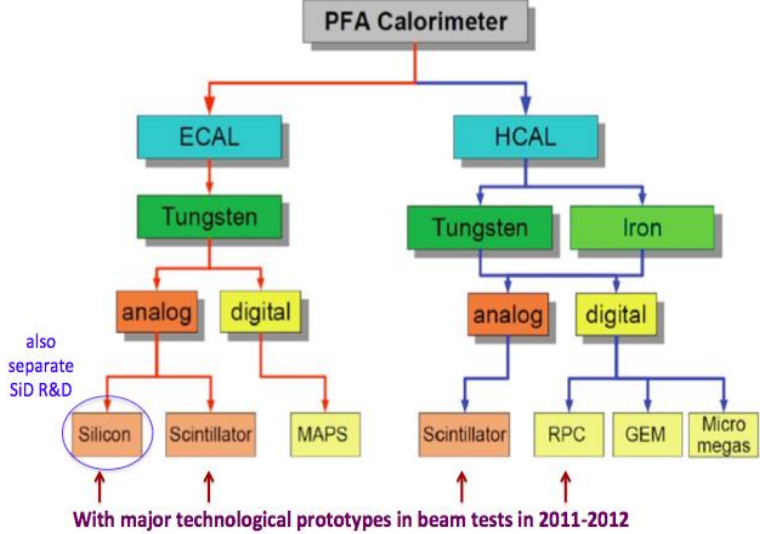 PFA Calorimeter
ECAL
HCAL
Tungsten
Tungsten
Iron
analog
digital
analog
digital
also
separate
SiD R&D
Silicon
Scintillator
MAPS
Scintillator
RPC
GEM
Micro
megas
With major technological prototypes in beam tests in 2011-2012